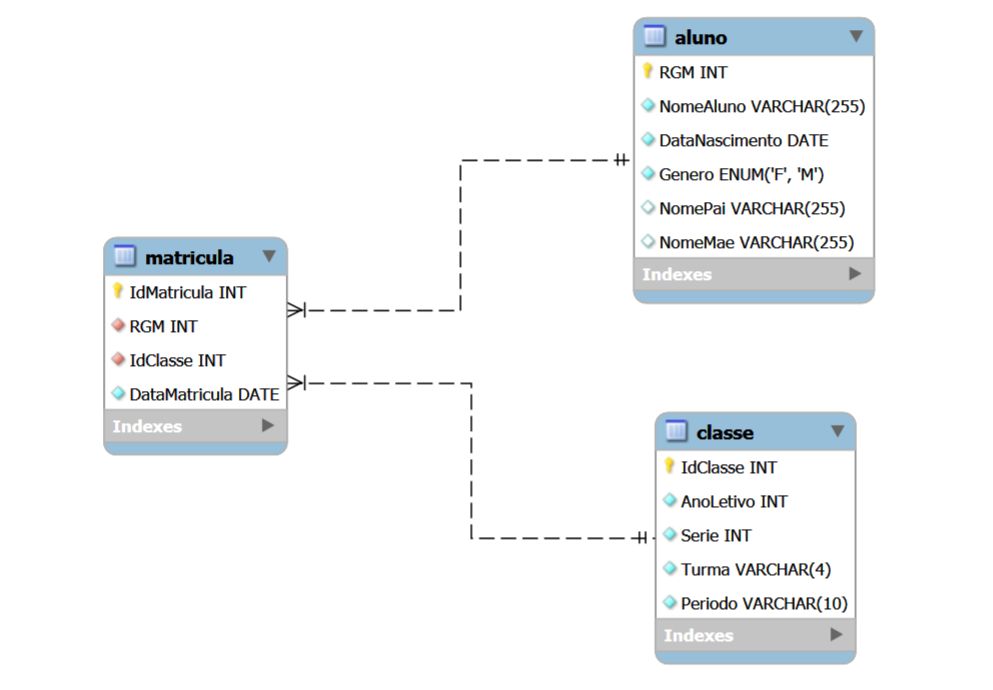 aluno
RGM INT
NomeAluno VARCHAR(255)
DataNascimento DATE
Genero ENUM('F', 'M')
NomePai VARCHAR(255)
NomeMae VARCHAR(255)
Indexes
matricula
IdMatricula INT
RGM INT
IdClasse INT
DataMatricula DATE
Indexes
classe
IdClasse INT
AnoLetivo INT
Serie INT
Turma VARCHAR(4)
Periodo VARCHAR(10)
Indexes